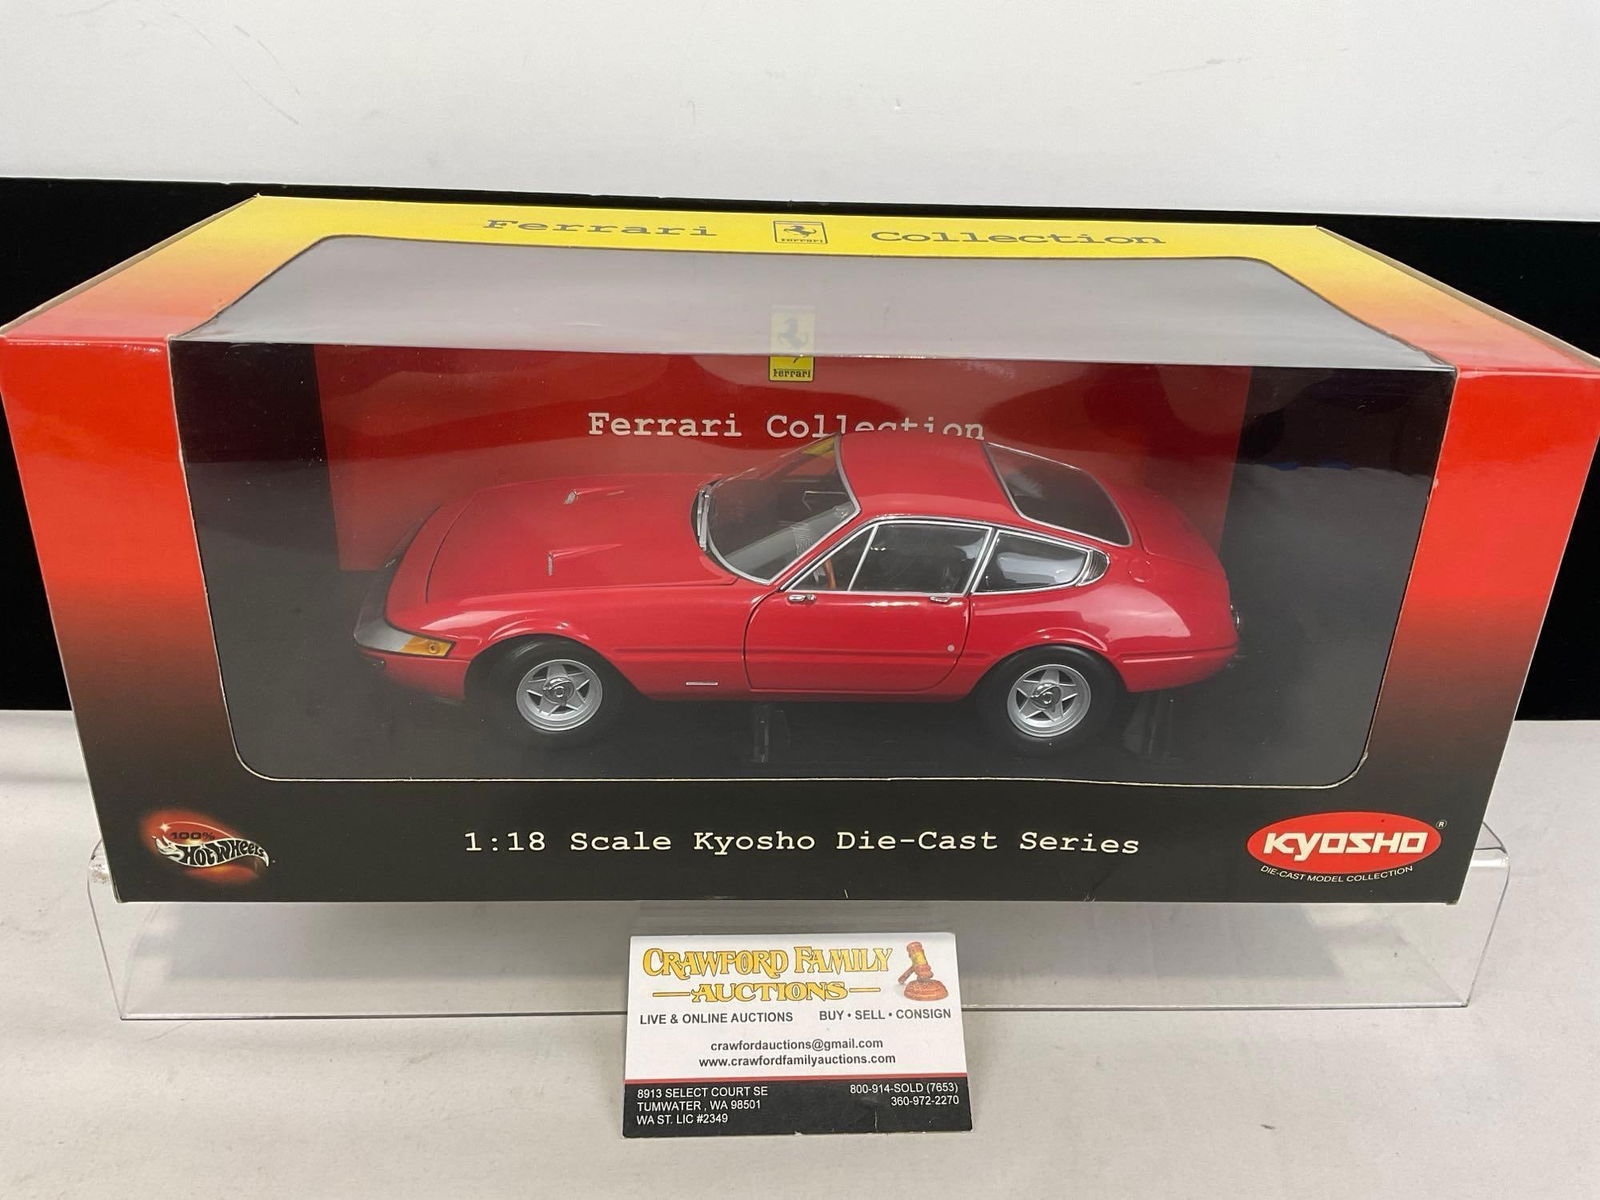 Ferrari Ferrari Collection
Ferrari
Ferrari Collection
100%
Hot Wheels
1:18 Scale Kyosho Die-Cast Series
KYOSHO®
DIE-CAST MODEL COLLECTION
CRAWFORD FAMILY
AUCTIONS
LIVE & ONLINE AUCTIONS BUY • SELL • CONSIGN
crawfordauctions@gmail.com
www.crawfordfamilyauctions.com
8913 SELECT COURT SE 800-914-SOLD (7653)
TUMWATER , WA 98501 360-972-2270
WA ST. LIC #2349